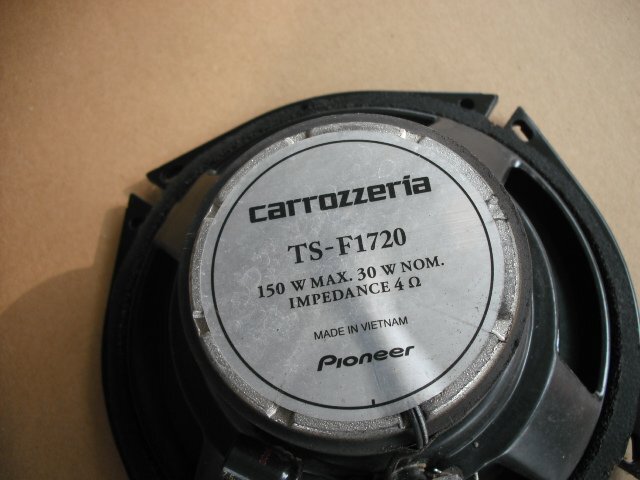 carrozzeria
TS-F1720
150 W MAX. 30 W NOM.
IMPEDANCE 4 Ω
MADE IN VIETNAM
Pioneer